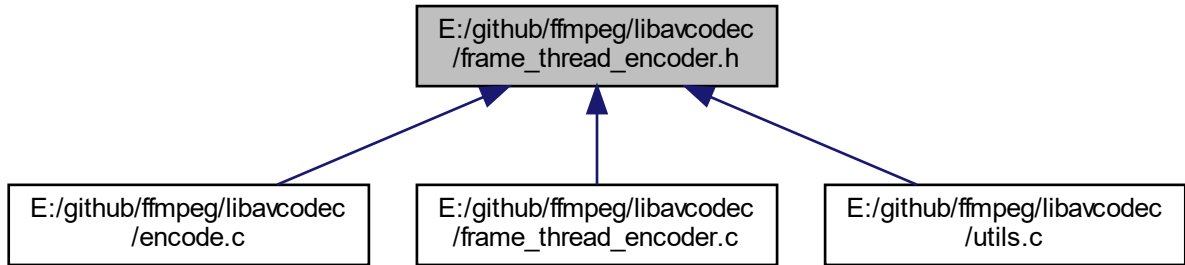 E:/github/ffmpeg/libavcodec
/frame_thread_encoder.h
E:/github/ffmpeg/libavcodec
/encode.c
E:/github/ffmpeg/libavcodec
/frame_thread_encoder.c
E:/github/ffmpeg/libavcodec
/utils.c